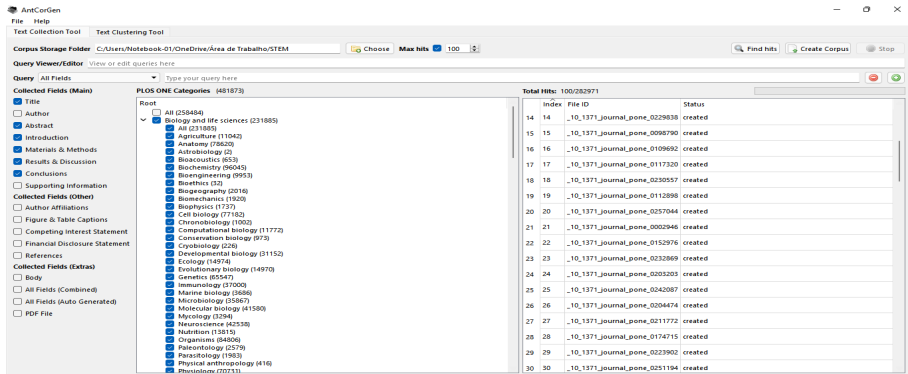 AntCorGen
File Help
Text Collection Tool Text Clustering Tool
Corpus Storage Folder C:/Users/Notebook-01/OneDrive/Área de Trabalho/STEM Choose Max hits 100 Find hits Create Corpus Stop
Query Viewer/Editor View or edit queries here
Query All Fields Type your query here
Collected Fields (Main)
Title
Author
Abstract
Introduction
Materials & Methods
Results & Discussion
Conclusions
Supporting Information
Collected Fields (Other)
Author Affiliations
Figure & Table Captions
Competing Interest Statement
Financial Disclosure Statement
References
Collected Fields (Extras)
Body
All Fields (Combined)
All Fields (Auto Generated)
PDF File
PLOS ONE Categories (481873)
Root
All (258484)
Biology and life sciences (231885)
All (231885)
Agriculture (11042)
Anatomy (78620)
Astrobiology (2)
Bioacoustics (653)
Biochemistry (96045)
Bioengineering (9953)
Bioethics (32)
Biogeography (2016)
Biomechanics (1920)
Biophysics (1737)
Cell biology (77182)
Chronobiology (1002)
Computational biology (11772)
Conservation biology (973)
Cryobiology (226)
Developmental biology (31152)
Ecology (14974)
Evolutionary biology (14970)
Genetics (65547)
Immunology (37000)
Marine biology (3686)
Microbiology (35867)
Molecular biology (41580)
Mycology (3294)
Neuroscience (42538)
Nutrition (13815)
Organisms (84806)
Paleontology (2579)
Parasitology (1983)
Physical anthropology (416)
Physiology (70731)
Total Hits: 100/282971
Index File ID Status
14 14 _10_1371_journal_pone_0229838 created
15 15 _10_1371_journal_pone_0098790 created
16 16 _10_1371_journal_pone_0109692 created
17 17 _10_1371_journal_pone_0117320 created
18 18 _10_1371_journal_pone_0230557 created
19 19 _10_1371_journal_pone_0112898 created
20 20 _10_1371_journal_pone_0257044 created
21 21 _10_1371_journal_pone_0002946 created
22 22 _10_1371_journal_pone_0152976 created
23 23 _10_1371_journal_pone_0232869 created
24 24 _10_1371_journal_pone_0203203 created
25 25 _10_1371_journal_pone_0242087 created
26 26 _10_1371_journal_pone_0204474 created
27 27 _10_1371_journal_pone_0211772 created
28 28 _10_1371_journal_pone_0174715 created
29 29 _10_1371_journal_pone_0223902 created
30 30 _10_1371_journal_pone_0251194 created